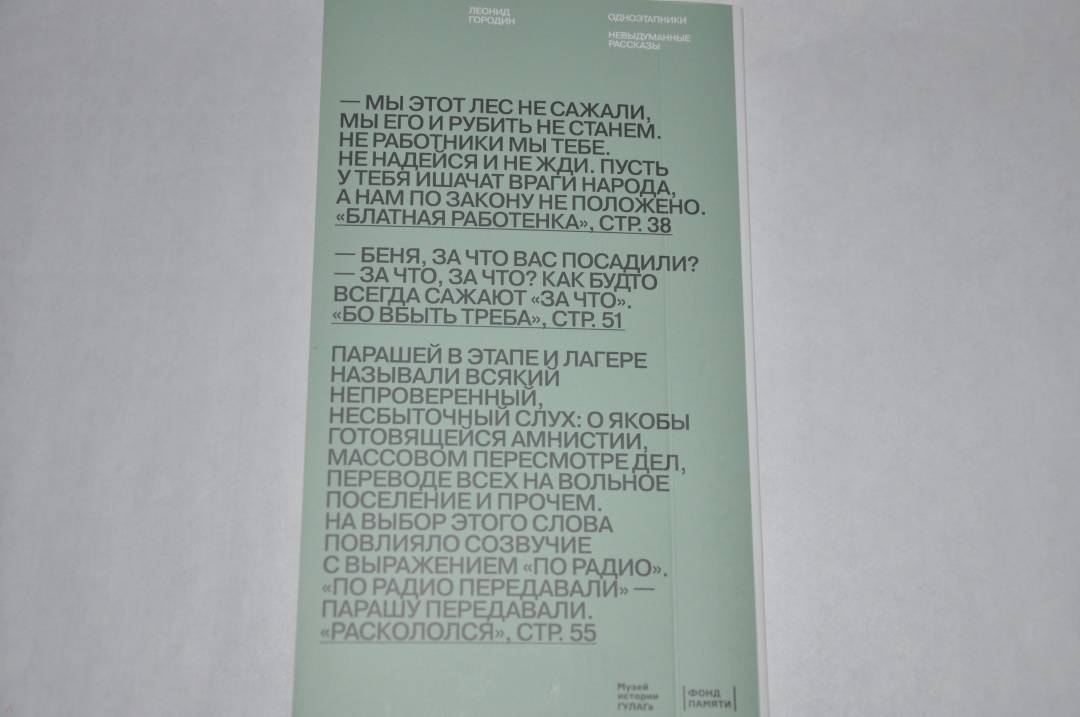 ЛЕОНИД
ГОРОДИН
ОДНОЭТАПНИКИ
НЕВЫДУМАННЫЕ
РАССКАЗЫ
— МЫ ЭТОТ ЛЕС НЕ САЖАЛИ,
МЫ ЕГО И РУБИТЬ НЕ СТАНЕМ.
НЕ РАБОТНИКИ МЫ ТЕБЕ.
НЕ НАДЕЙСЯ И НЕ ЖДИ. ПУСТЬ
У ТЕБЯ ИШАЧАТ ВРАГИ НАРОДА,
А НАМ ПО ЗАКОНУ НЕ ПОЛОЖЕНО.
«БЛАТНАЯ РАБОТЕНКА», СТР. 38
— БЕНЯ, ЗА ЧТО ВАС ПОСАДИЛИ?
— ЗА ЧТО, ЗА ЧТО? КАК БУДТО
ВСЕГДА САЖАЮТ «ЗА ЧТО».
«БО ВБЫТЬ ТРЕБА», СТР. 51
ПАРАШЕЙ В ЭТАПЕ И ЛАГЕРЕ
НАЗЫВАЛИ ВСЯКИЙ
НЕПРОВЕРЕННЫЙ,
НЕСБЫТОЧНЫЙ СЛУХ: О ЯКОБЫ
ГОТОВЯЩЕЙСЯ АМНИСТИИ,
МАССОВОМ ПЕРЕСМОТРЕ ДЕЛ,
ПЕРЕВОДЕ ВСЕХ НА ВОЛЬНОЕ
ПОСЕЛЕНИЕ И ПРОЧЕМ.
НА ВЫБОР ЭТОГО СЛОВА
ПОВЛИЯЛО СОЗВУЧИЕ
С ВЫРАЖЕНИЕМ «ПО РАДИО».
«ПО РАДИО ПЕРЕДАВАЛИ» —
ПАРАШУ ПЕРЕДАВАЛИ.
«РАСКОЛОЛСЯ», СТР. 55
Музей
истории
ГУЛАГа
ФОНД
ПАМЯТИ